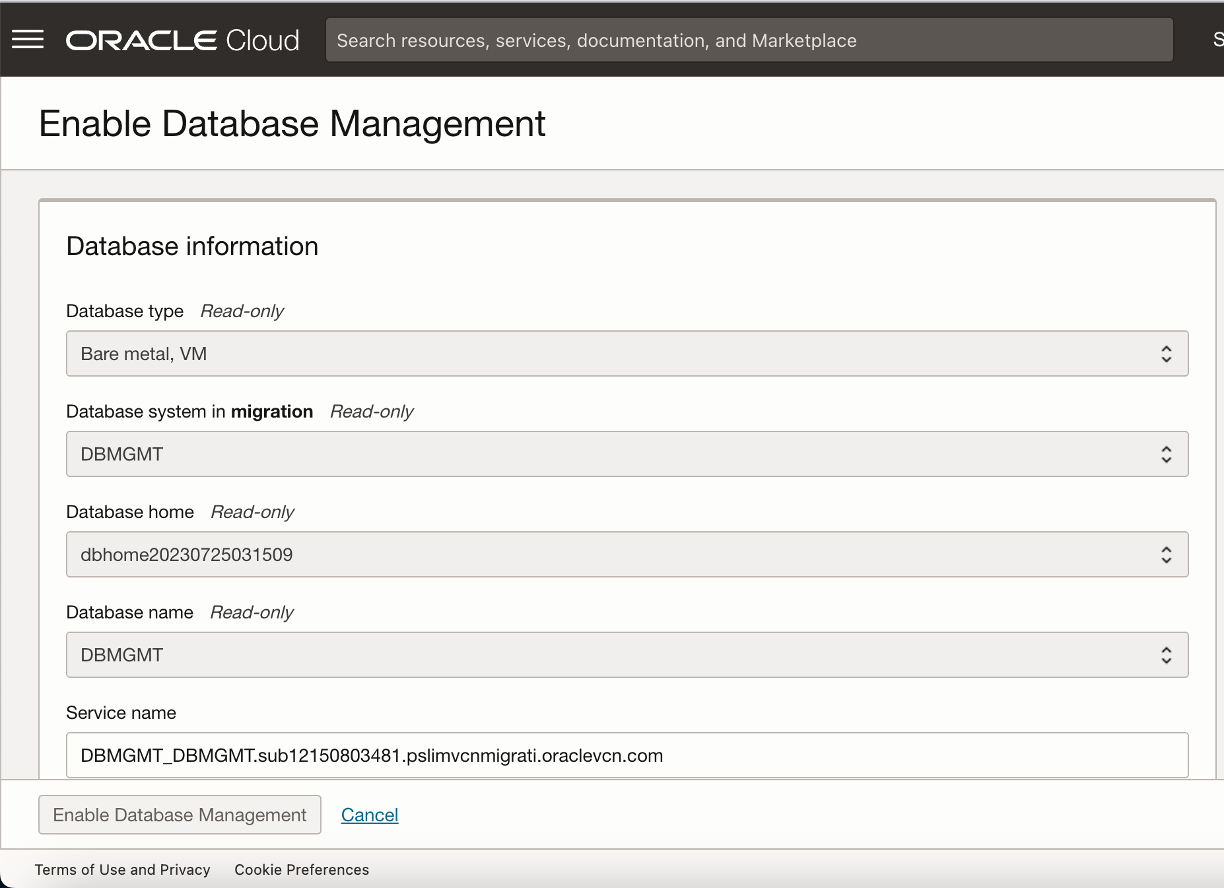 ORACLE Cloud
Search resources, services, documentation, and Marketplace
S
Enable Database Management
Database information
Database type Read-only
Bare metal, VM
Database system in migration Read-only
DBMGMT
Database home Read-only
dbhome20230725031509
Database name Read-only
DBMGMT
Service name
DBMGMT_DBMGMT.sub12150803481.pslimvcnmigrati.oraclevcn.com
Enable Database Management Cancel
Terms of Use and Privacy Cookie Preferences